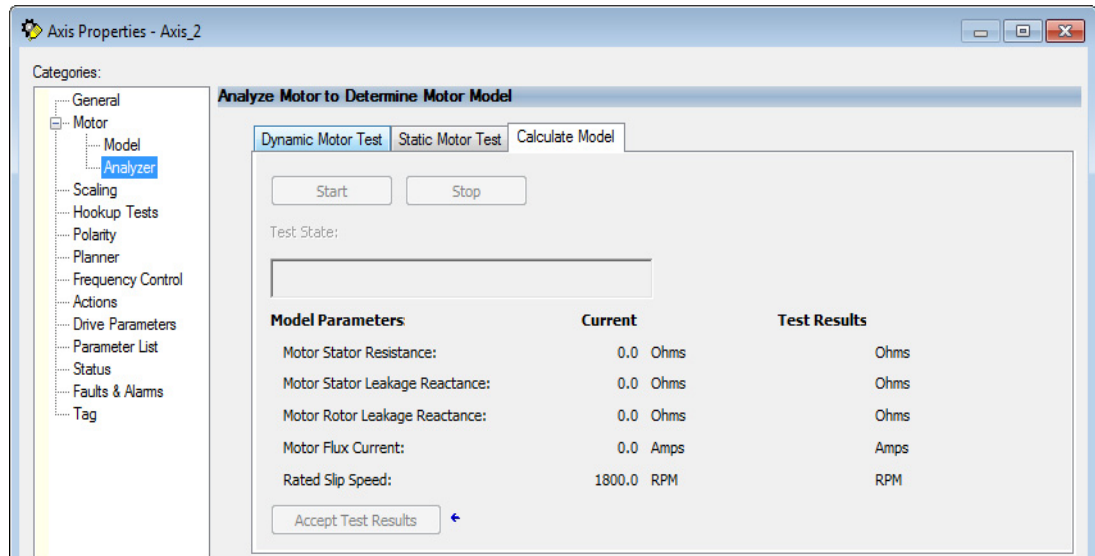 Axis Properties - Axis_2
Categories:
General
Motor
Model
Analyzer
Scaling
Hookup Tests
Polarity
Planner
Frequency Control
Actions
Drive Parameters
Parameter List
Status
Faults & Alarms
Tag
Analyze Motor to Determine Motor Model
Dynamic Motor Test Static Motor Test Calculate Model
Start Stop
Test State:
Model Parameters Current Test Results
Motor Stator Resistance: 0.0 Ohms Ohms
Motor Stator Leakage Reactance: 0.0 Ohms Ohms
Motor Rotor Leakage Reactance: 0.0 Ohms Ohms
Motor Flux Current: 0.0 Amps Amps
Rated Slip Speed: 1800.0 RPM RPM
Accept Test Results